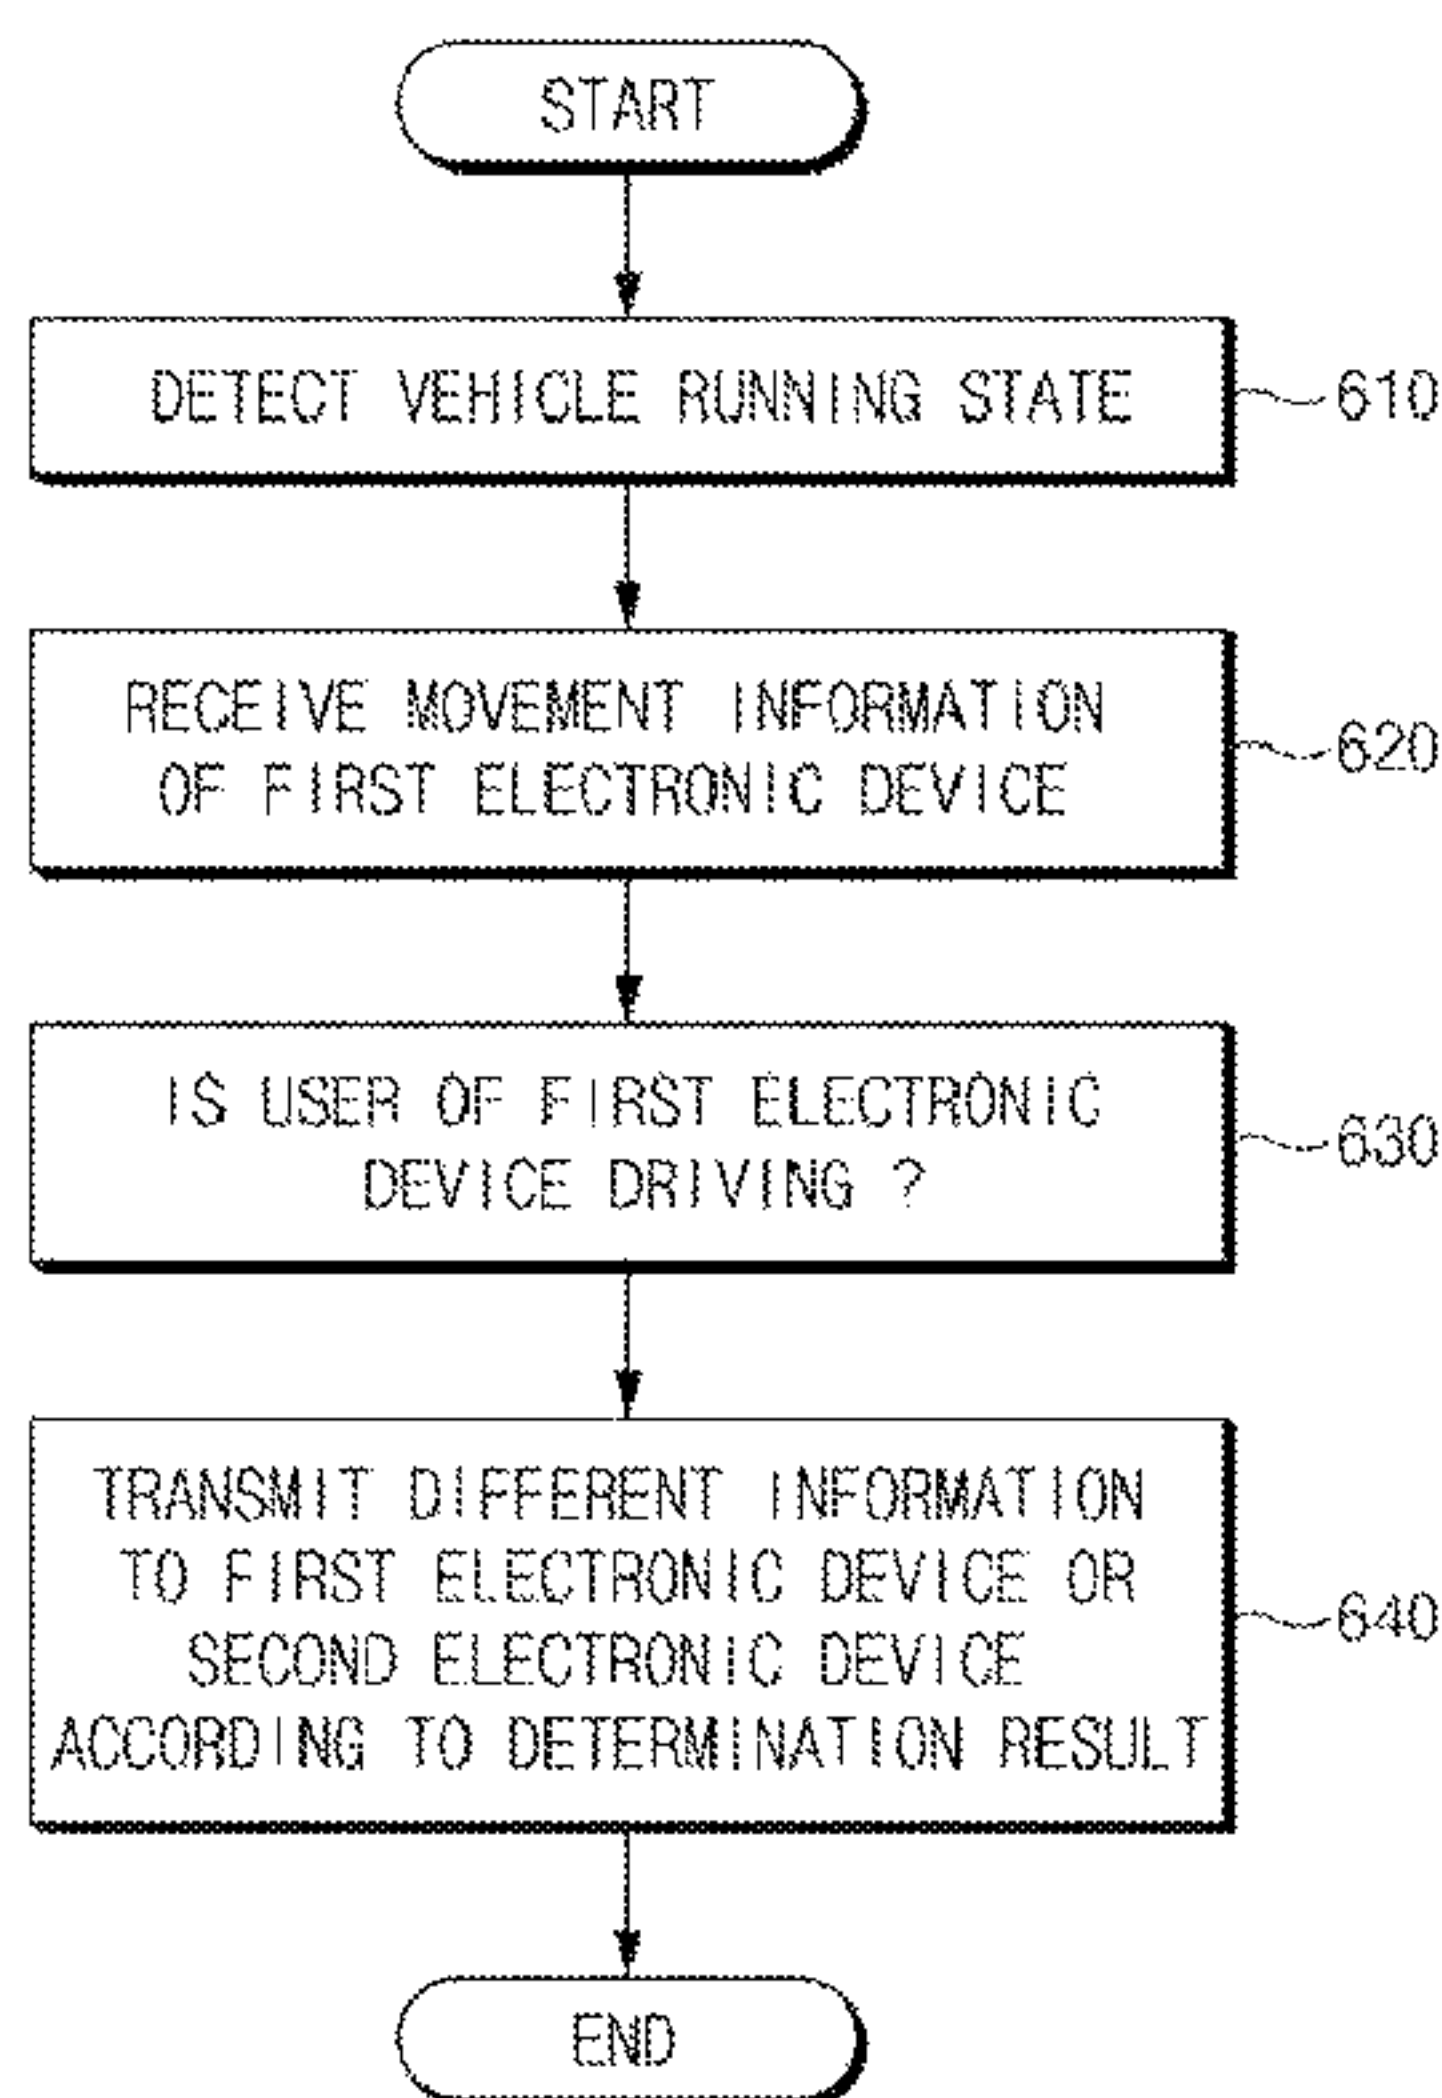 START
DETECT VEHICLE RUNNING STATE
610
RECEIVE MOVEMENT INFORMATION
OF FIRST ELECTRONIC DEVICE
620
IS USER OF FIRST ELECTRONIC
DEVICE DRIVING ?
630
TRANSMIT DIFFERENT INFORMATION
TO FIRST ELECTRONIC DEVICE OR
SECOND ELECTRONIC DEVICE
ACCORDING TO DETERMINATION RESULT
640
END